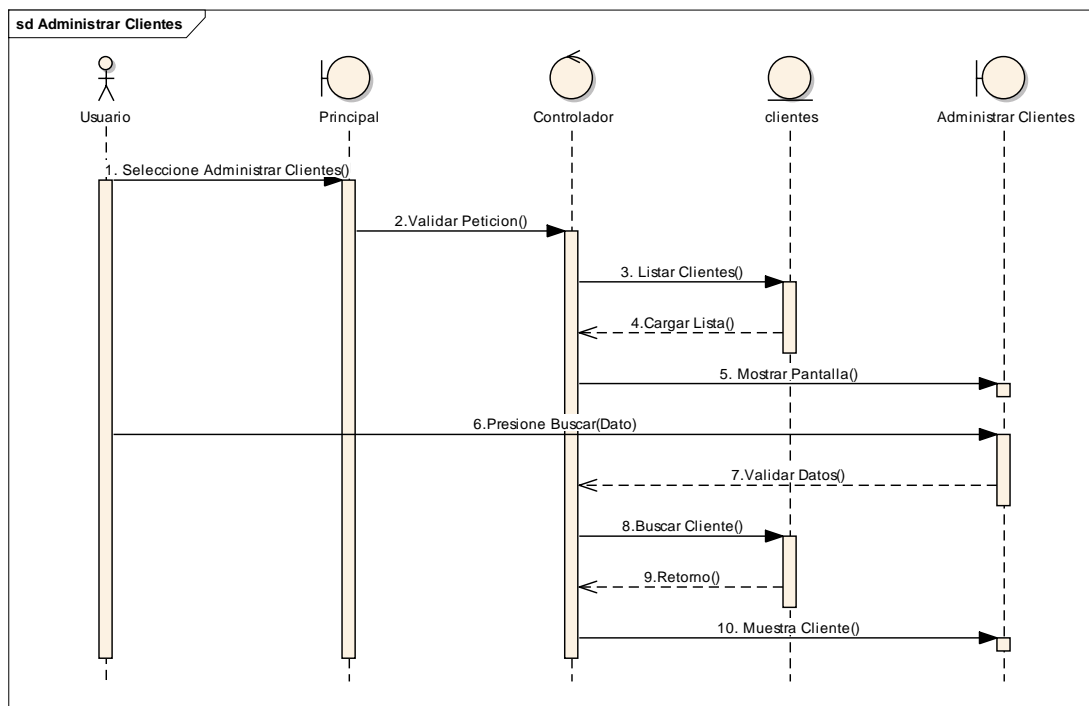 sd Administrar Clientes
Usuario
Principal
Controlador
clientes
Administrar Clientes
1. Seleccione Administrar Clientes()
2.Validar Peticion()
3. Listar Clientes()
4.Cargar Lista()
5. Mostrar Pantalla()
6.Presione Buscar(Dato)
7.Validar Datos()
8.Buscar Cliente()
9.Retorno()
10. Muestra Cliente()